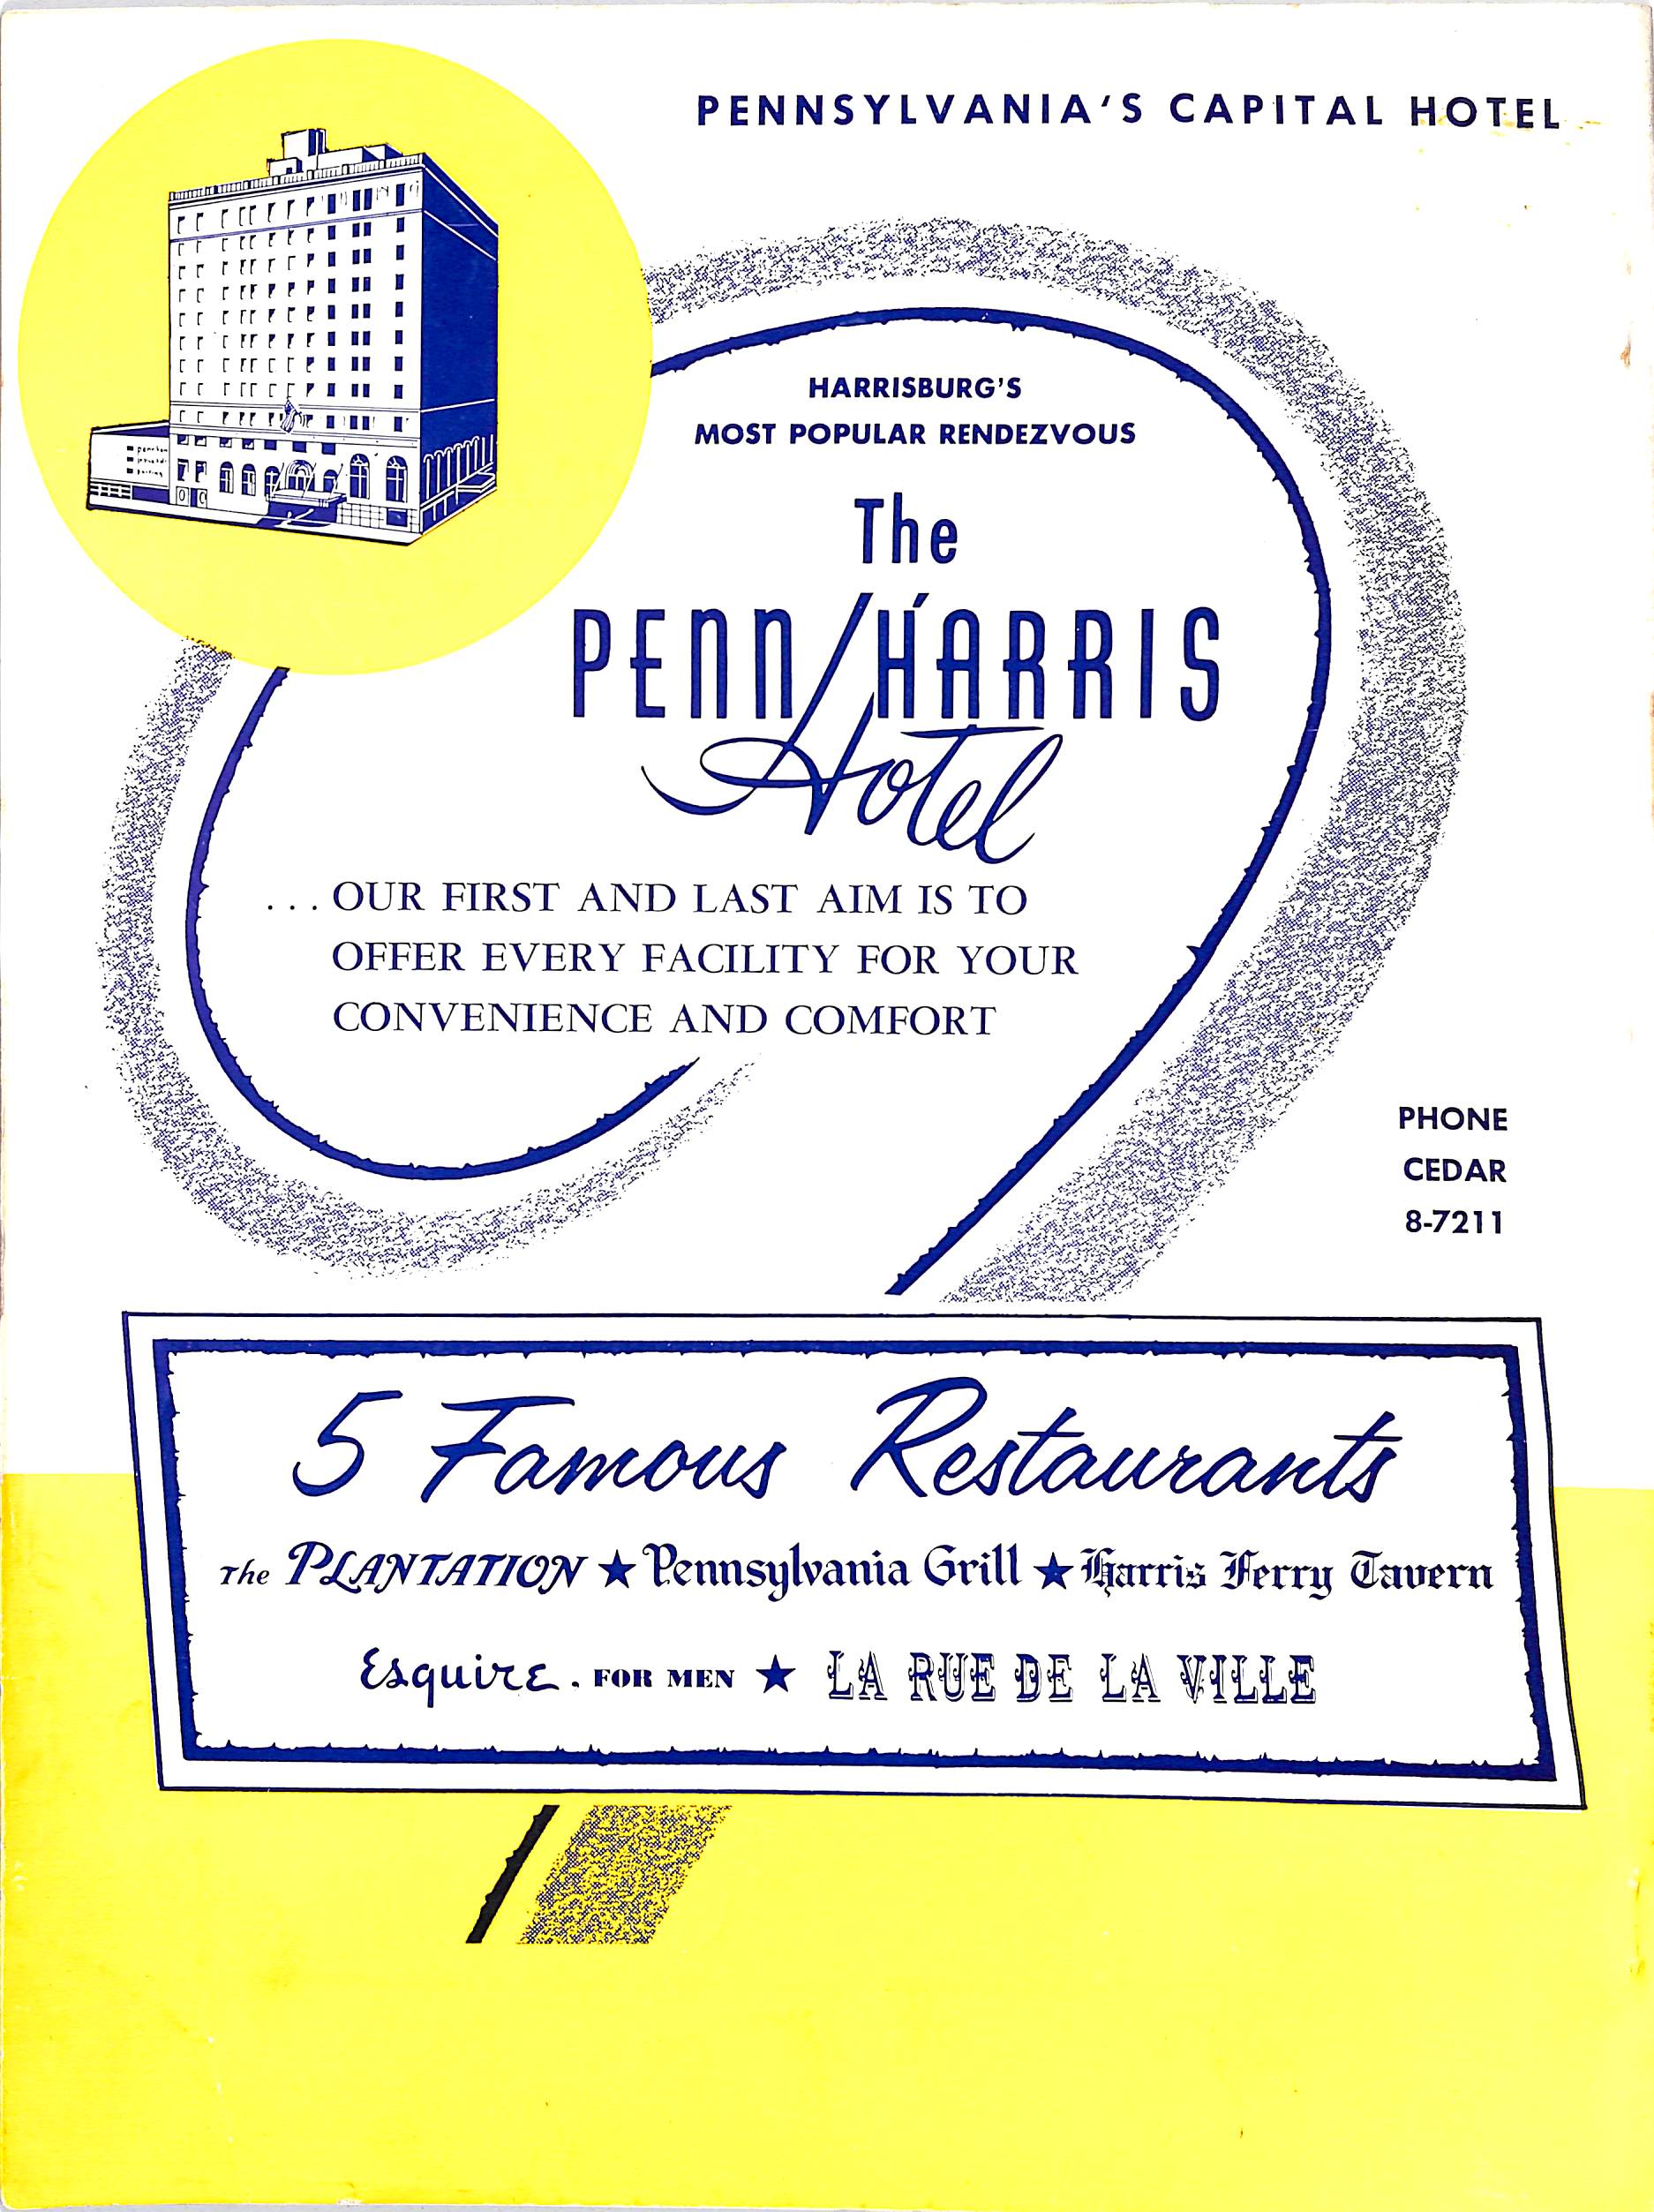 PENNSYLVANIA'S CAPITAL HOTEL
HARRISBURG'S
MOST POPULAR RENDEZVOUS
The
PENN HARRIS
Hotel
... OUR FIRST AND LAST AIM IS TO
OFFER EVERY FACILITY FOR YOUR
CONVENIENCE AND COMFORT
PHONE
CEDAR
8-7211
5 Famous Restaurants
The PLANTATION ★ Pennsylvania Grill ★ Harris Ferry Tavern
Esquire . FOR MEN ★ LA RUE DE LA VILLE